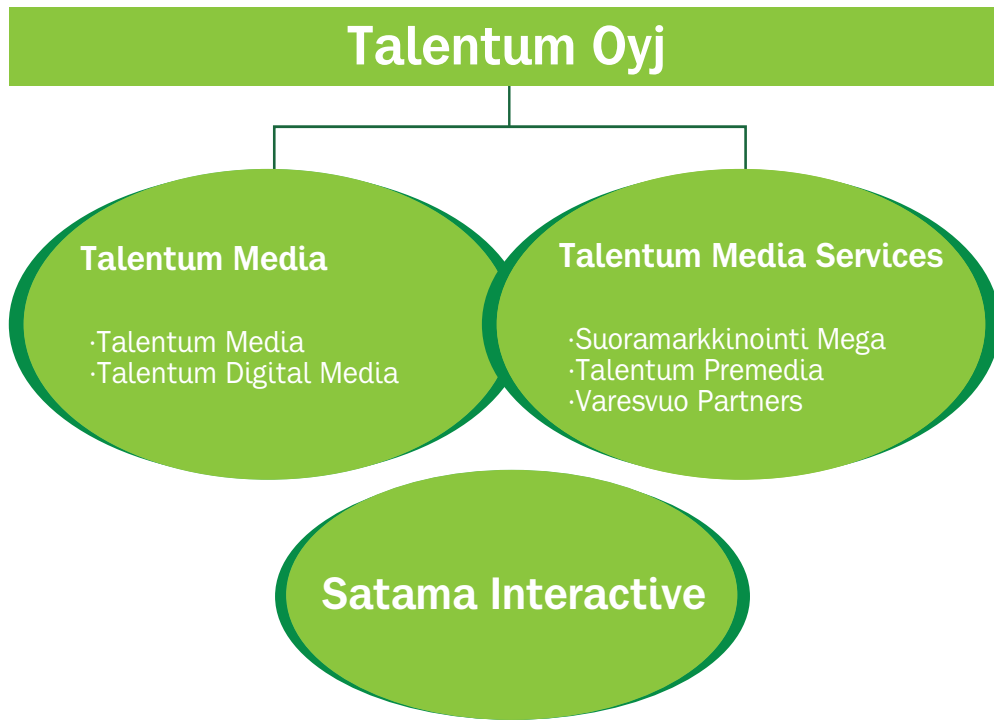 Talentum Oyj
Talentum Media
·Talentum Media
·Talentum Digital Media
Talentum Media Services
·Suoramarkkinointi Mega
·Talentum Premedia
·Varesvuo Partners
Satama Interactive